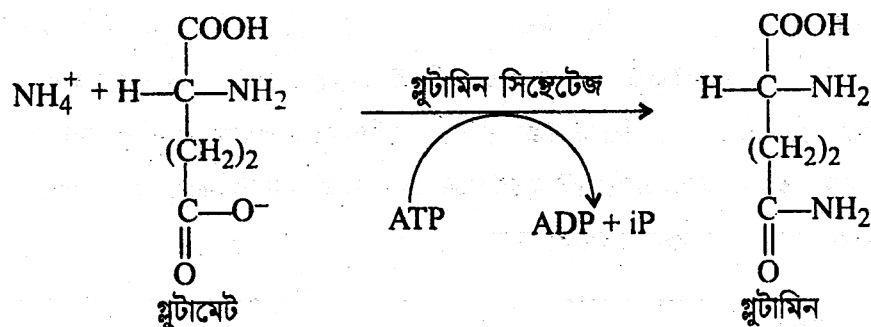 COOH
COOH
NH₄⁺ + H—C—NH₂
গ্লুটামিন সিন্থেটেজ
H—C—NH₂
(CH₂)₂
(CH₂)₂
C—O⁻
ATP
ADP + iP
C—NH₂
O
O
গ্লুটামেট
গ্লুটামিন